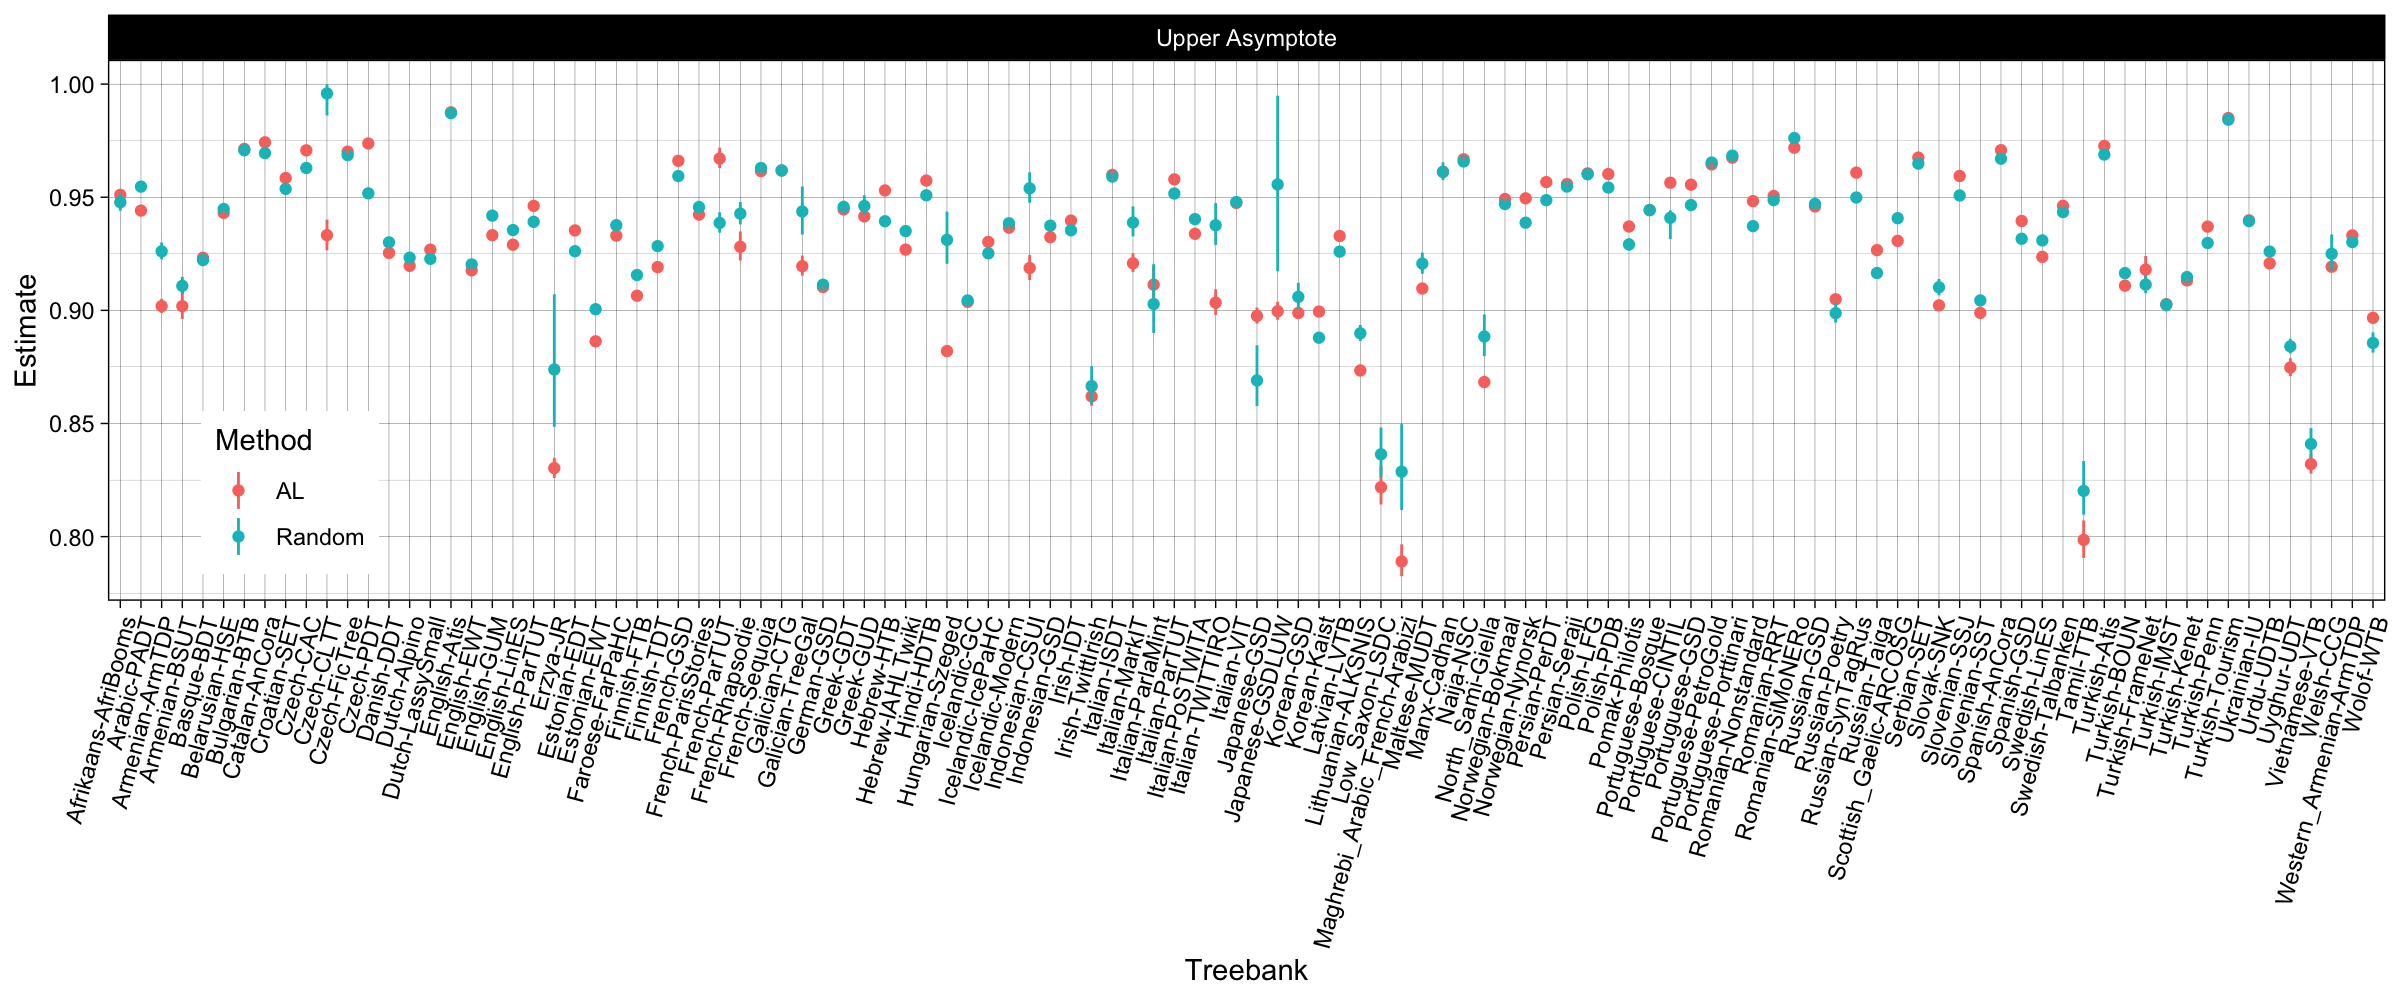 Upper Asymptote
Estimate
1.00
0.95
0.90
0.85
0.80
Method
AL
Random
Afrikaans-AfriBooms
Arabic-PADT
Armenian-ArmTDP
Armenian-BSUT
Basque-BDT
Belarusian-HSE
Bulgarian-BTB
Catalan-AnCora
Croatian-SET
Czech-CAC
Czech-CLTT
Czech-FicTree
Czech-PDT
Danish-DDT
Dutch-Alpino
Dutch-LassySmall
English-Atis
English-EWT
English-GUM
English-LinES
English-ParTUT
Erzya-JR
Estonian-EDT
Estonian-EWT
Faroese-FarPaHC
Finnish-FTB
Finnish-TDT
French-GSD
French-ParisStories
French-ParTUT
French-Rhapsodie
French-Sequoia
Galician-CTG
Galician-TreeGal
German-GSD
Greek-GDT
Greek-GUD
Hebrew-HTB
Hebrew-IAHLTwiki
Hindi-HDTB
Hungarian-Szeged
Icelandic-GC
Icelandic-IcePaHC
Icelandic-Modern
Indonesian-CSUI
Indonesian-GSD
Irish-IDT
Irish-TwittIrish
Italian-ISDT
Italian-MarkIT
Italian-ParlaMint
Italian-ParTUT
Italian-POSTWITA
Italian-TWITTIRO
Italian-VIT
Japanese-GSD
Japanese-GSDLUW
Korean-GSD
Korean-Kaist
Latvian-LVTB
Lithuanian-ALKSNIS
Low_Saxon-LSDC
Maghrebi_Arabic_French-Arabizi
Maltese-MUDT
Manx-Cadhan
Naija-NSC
North_Sami-Giella
Norwegian-Bokmaal
Norwegian-Nynorsk
Persian-PerDT
Persian-Seraji
Polish-LFG
Polish-PDB
Pomak-Philotis
Portuguese-Bosque
Portuguese-CINTIL
Portuguese-GSD
Portuguese-PetroGold
Portuguese-Porttinari
Romanian-Nonstandard
Romanian-RRT
Romanian-SiMoNERo
Russian-GSD
Russian-Poetry
Russian-SynTagRus
Russian-Taiga
Scottish_Gaelic-ARCOSG
Serbian-SET
Slovak-SNK
Slovenian-SSJ
Slovenian-SST
Spanish-AnCora
Spanish-GSD
Swedish-LinES
Swedish-Talbanken
Tamil-TTB
Turkish-Atis
Turkish-BOUN
Turkish-FrameNet
Turkish-IMST
Turkish-Kenet
Turkish-Penn
Turkish-Tourism
Ukrainian-IU
Urdu-UDTB
Uyghur-UDT
Vietnamese-VTB
Welsh-CCG
Western_Armenian-ArmTDP
Wolof-WTB
Treebank